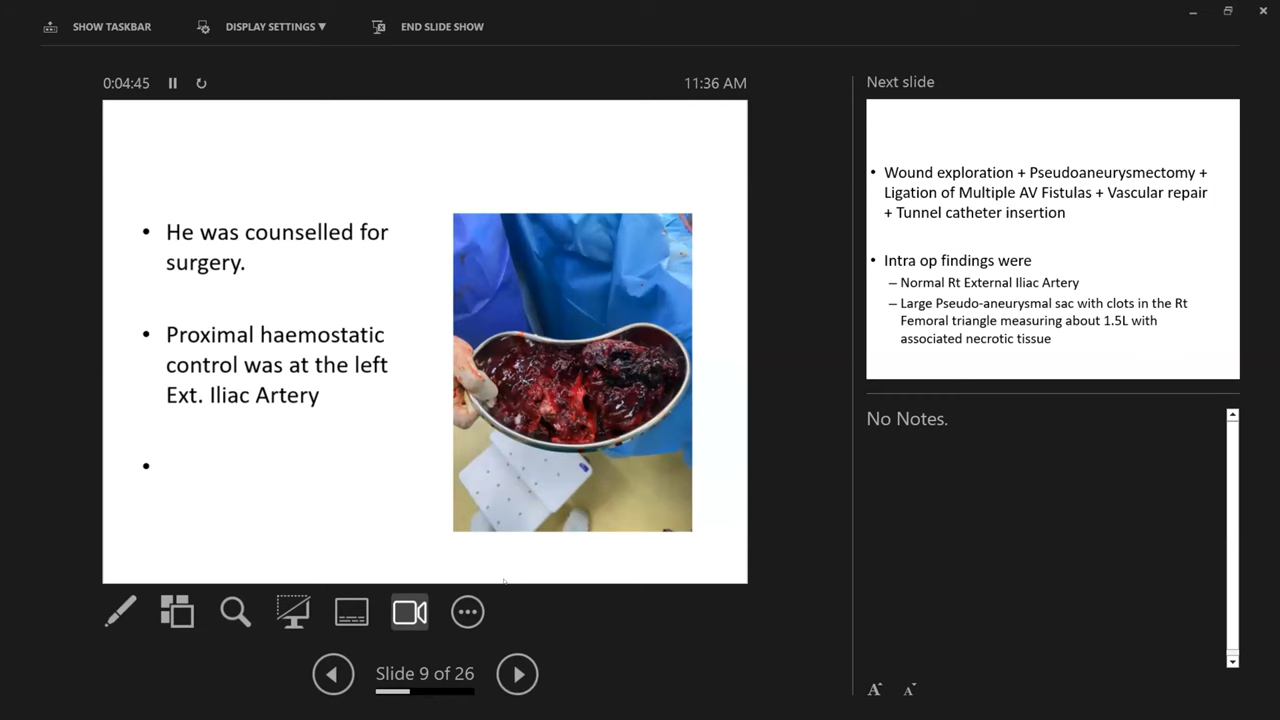 SHOW TASKBAR
DISPLAY SETTINGS ▼
END SLIDE SHOW
0:04:45
11:36 AM
• He was counselled for
surgery.
• Proximal haemostatic
control was at the left
Ext. Iliac Artery
•
Slide 9 of 26
Next slide
• Wound exploration + Pseudoaneurysmectomy +
Ligation of Multiple AV Fistulas + Vascular repair
+ Tunnel catheter insertion
• Intra op findings were
– Normal Rt External Iliac Artery
– Large Pseudo-aneurysmal sac with clots in the Rt
Femoral triangle measuring about 1.5L with
associated necrotic tissue
No Notes.
A A